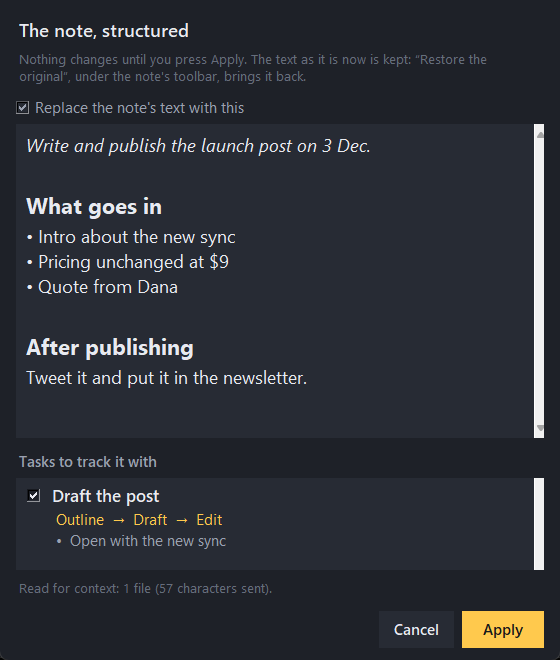 The note, structured
Nothing changes until you press Apply. The text as it is now is kept: “Restore the
original”, under the note's toolbar, brings it back.
Replace the note's text with this
Write and publish the launch post on 3 Dec.
What goes in
• Intro about the new sync
• Pricing unchanged at $9
• Quote from Dana
After publishing
Tweet it and put it in the newsletter.
Tasks to track it with
Draft the post
Outline → Draft → Edit
• Open with the new sync
Read for context: 1 file (57 characters sent).
Cancel
Apply